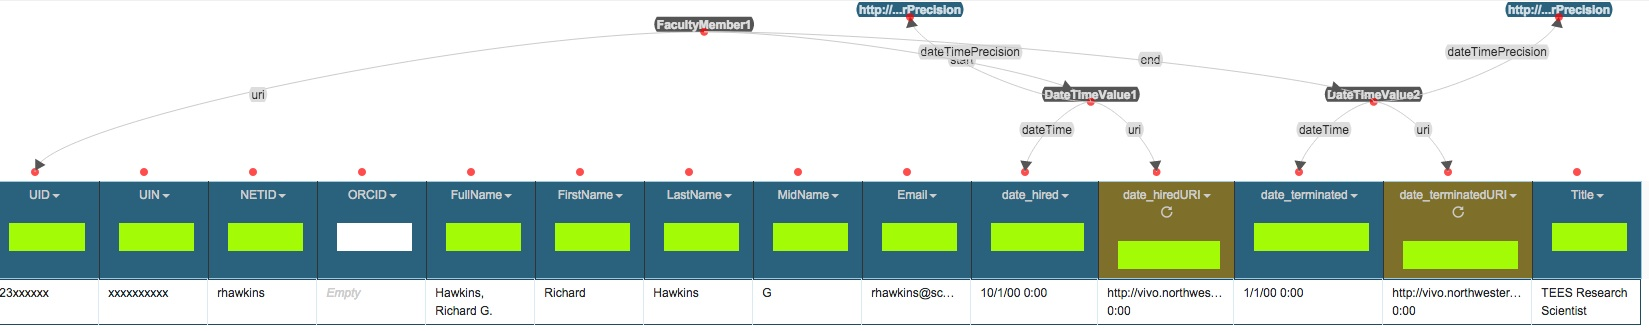 http://...rPrecision
http://...rPrecision
FacultyMember1
dateTimePrecision
dateTimePrecision
start
end
uri
DateTimeValue1
DateTimeValue2
dateTime
uri
dateTime
uri
UID
UIN
NETID
ORCID
FullName
FirstName
LastName
MidName
Email
date_hired
date_hiredURI
date_terminated
date_terminatedURI
Title
23xxxxxx
xxxxxxxxxx
rhawkins
Empty
Hawkins,
Richard G.
Richard
Hawkins
G
rhawkins@sc...
10/1/00 0:00
http://vivo.northwes...
0:00
1/1/00 0:00
http://vivo.northwester...
0:00
TEES Research
Scientist